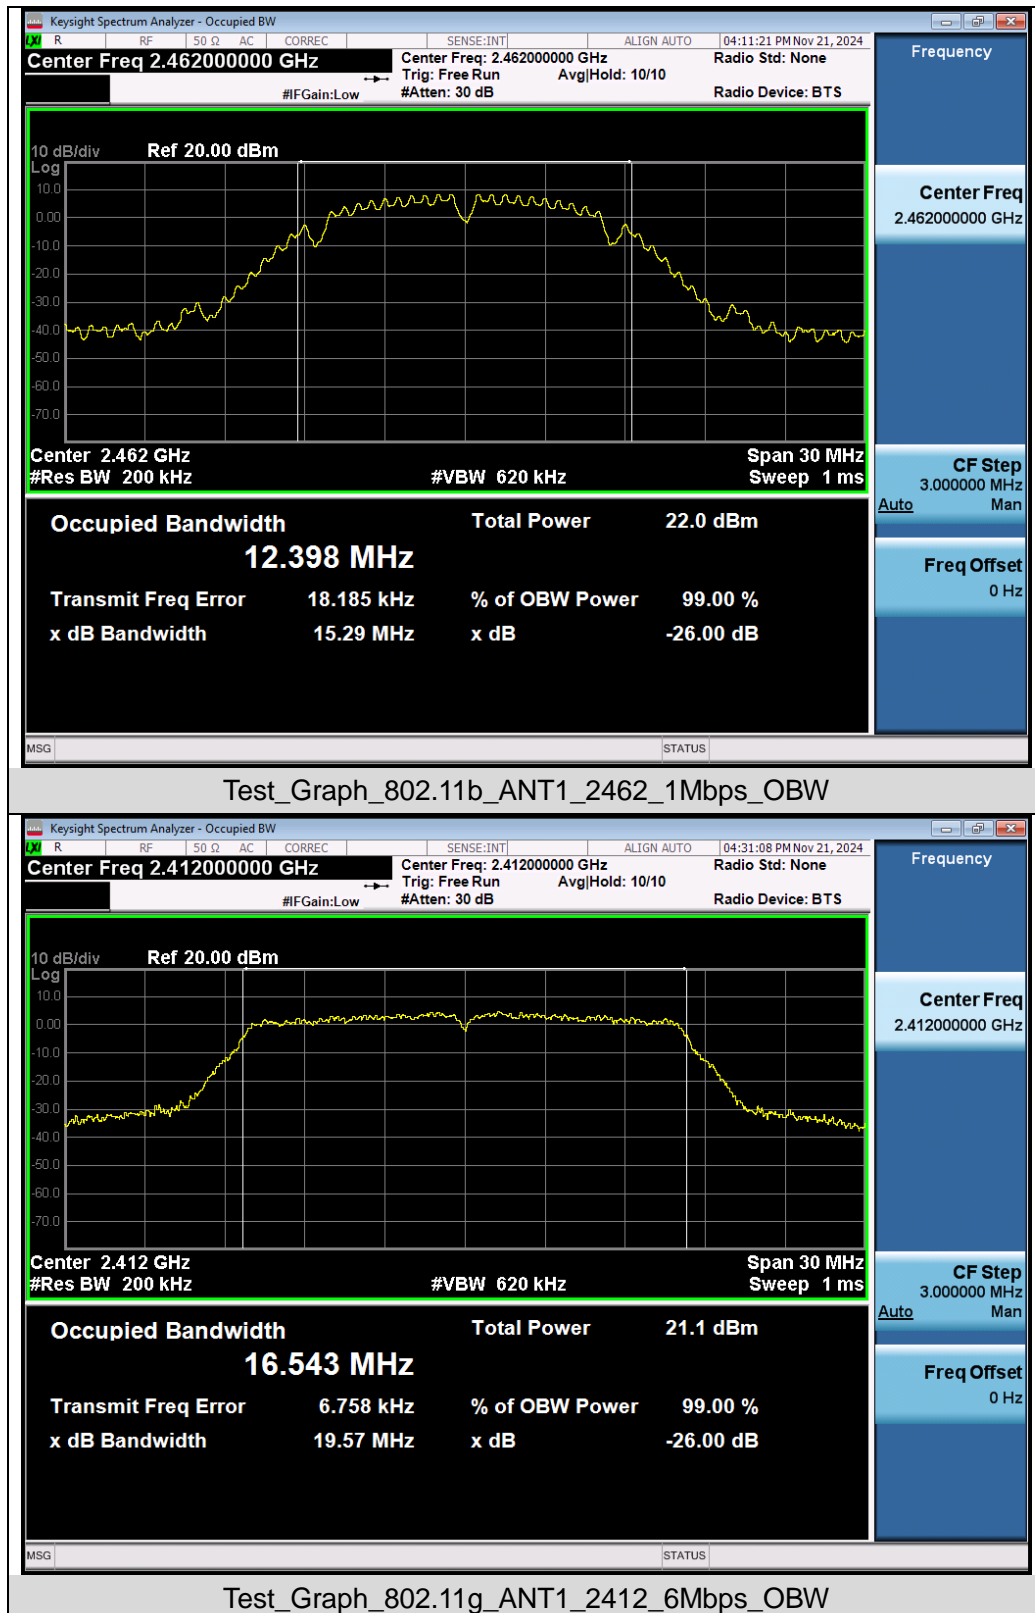 Keysight Spectrum Analyzer - Occupied BW
LXI R RF 50 Ω AC CORREC SENSE:INT ALIGN AUTO 04:11:21 PM Nov 21, 2024
Center Freq 2.462000000 GHz
Center Freq: 2.462000000 GHz Radio Std: None
Trig: Free Run Avg|Hold: 10/10
#IFGain:Low #Atten: 30 dB Radio Device: BTS
Frequency
10 dB/div Ref 20.00 dBm
Log
10.0
0.00
-10.0
-20.0
-30.0
-40.0
-50.0
-60.0
-70.0
Center 2.462 GHz Span 30 MHz
#Res BW 200 kHz #VBW 620 kHz Sweep 1 ms
Center Freq
2.462000000 GHz
CF Step
3.000000 MHz
Auto Man
Freq Offset
0 Hz
Occupied Bandwidth Total Power 22.0 dBm
12.398 MHz
Transmit Freq Error 18.185 kHz % of OBW Power 99.00 %
x dB Bandwidth 15.29 MHz x dB -26.00 dB
MSG STATUS
Test_Graph_802.11b_ANT1_2462_1Mbps_OBW
Keysight Spectrum Analyzer - Occupied BW
LXI R RF 50 Ω AC CORREC SENSE:INT ALIGN AUTO 04:31:08 PM Nov 21, 2024
Center Freq 2.412000000 GHz
Center Freq: 2.412000000 GHz Radio Std: None
Trig: Free Run Avg|Hold: 10/10
#IFGain:Low #Atten: 30 dB Radio Device: BTS
Frequency
10 dB/div Ref 20.00 dBm
Log
10.0
0.00
-10.0
-20.0
-30.0
-40.0
-50.0
-60.0
-70.0
Center 2.412 GHz Span 30 MHz
#Res BW 200 kHz #VBW 620 kHz Sweep 1 ms
Center Freq
2.412000000 GHz
CF Step
3.000000 MHz
Auto Man
Freq Offset
0 Hz
Occupied Bandwidth Total Power 21.1 dBm
16.543 MHz
Transmit Freq Error 6.758 kHz % of OBW Power 99.00 %
x dB Bandwidth 19.57 MHz x dB -26.00 dB
MSG STATUS
Test_Graph_802.11g_ANT1_2412_6Mbps_OBW